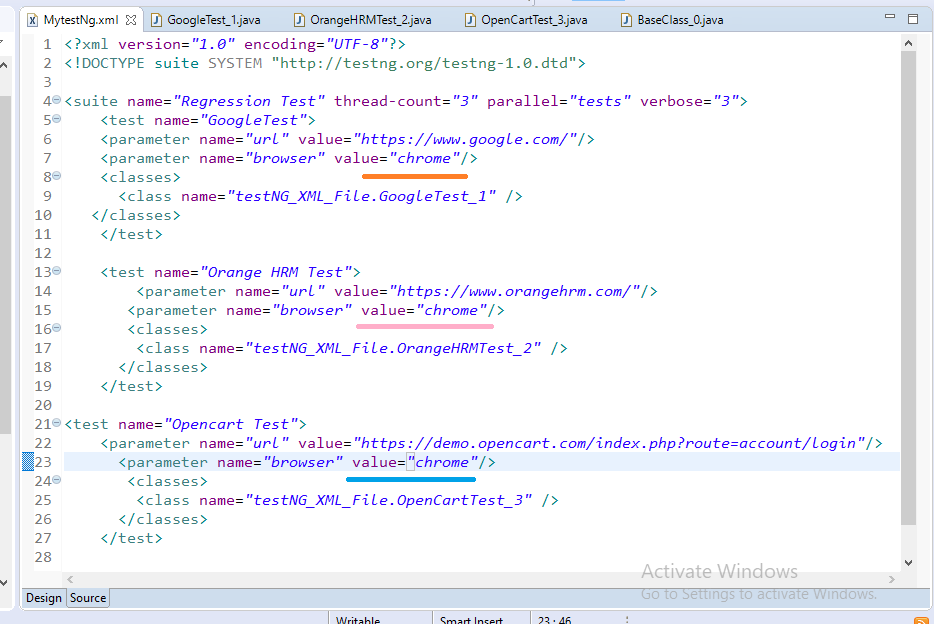 MytestNg.xml GoogleTest_1.java OrangeHRMTest_2.java OpenCartTest_3.java BaseClass_0.java
1 <?xml version="1.0" encoding="UTF-8"?>
2 <!DOCTYPE suite SYSTEM "http://testng.org/testng-1.0.dtd">
3
4 <suite name="Regression Test" thread-count="3" parallel="tests" verbose="3">
5 <test name="GoogleTest">
6 <parameter name="url" value="https://www.google.com/"/>
7 <parameter name="browser" value="chrome"/>
8 <classes>
9 <class name="testNG_XML_File.GoogleTest_1" />
10 </classes>
11 </test>
12
13 <test name="Orange HRM Test">
14 <parameter name="url" value="https://www.orangehrm.com/"/>
15 <parameter name="browser" value="chrome"/>
16 <classes>
17 <class name="testNG_XML_File.OrangeHRMTest_2" />
18 </classes>
19 </test>
20
21 <test name="Opencart Test">
22 <parameter name="url" value="https://demo.opencart.com/index.php?route=account/login"/>
23 <parameter name="browser" value="chrome"/>
24 <classes>
25 <class name="testNG_XML_File.OpenCartTest_3" />
26 </classes>
27 </test>
28
Activate Windows
Go to Settings to activate Windows.
Design Source
Writable Smart Insert 23 : 46